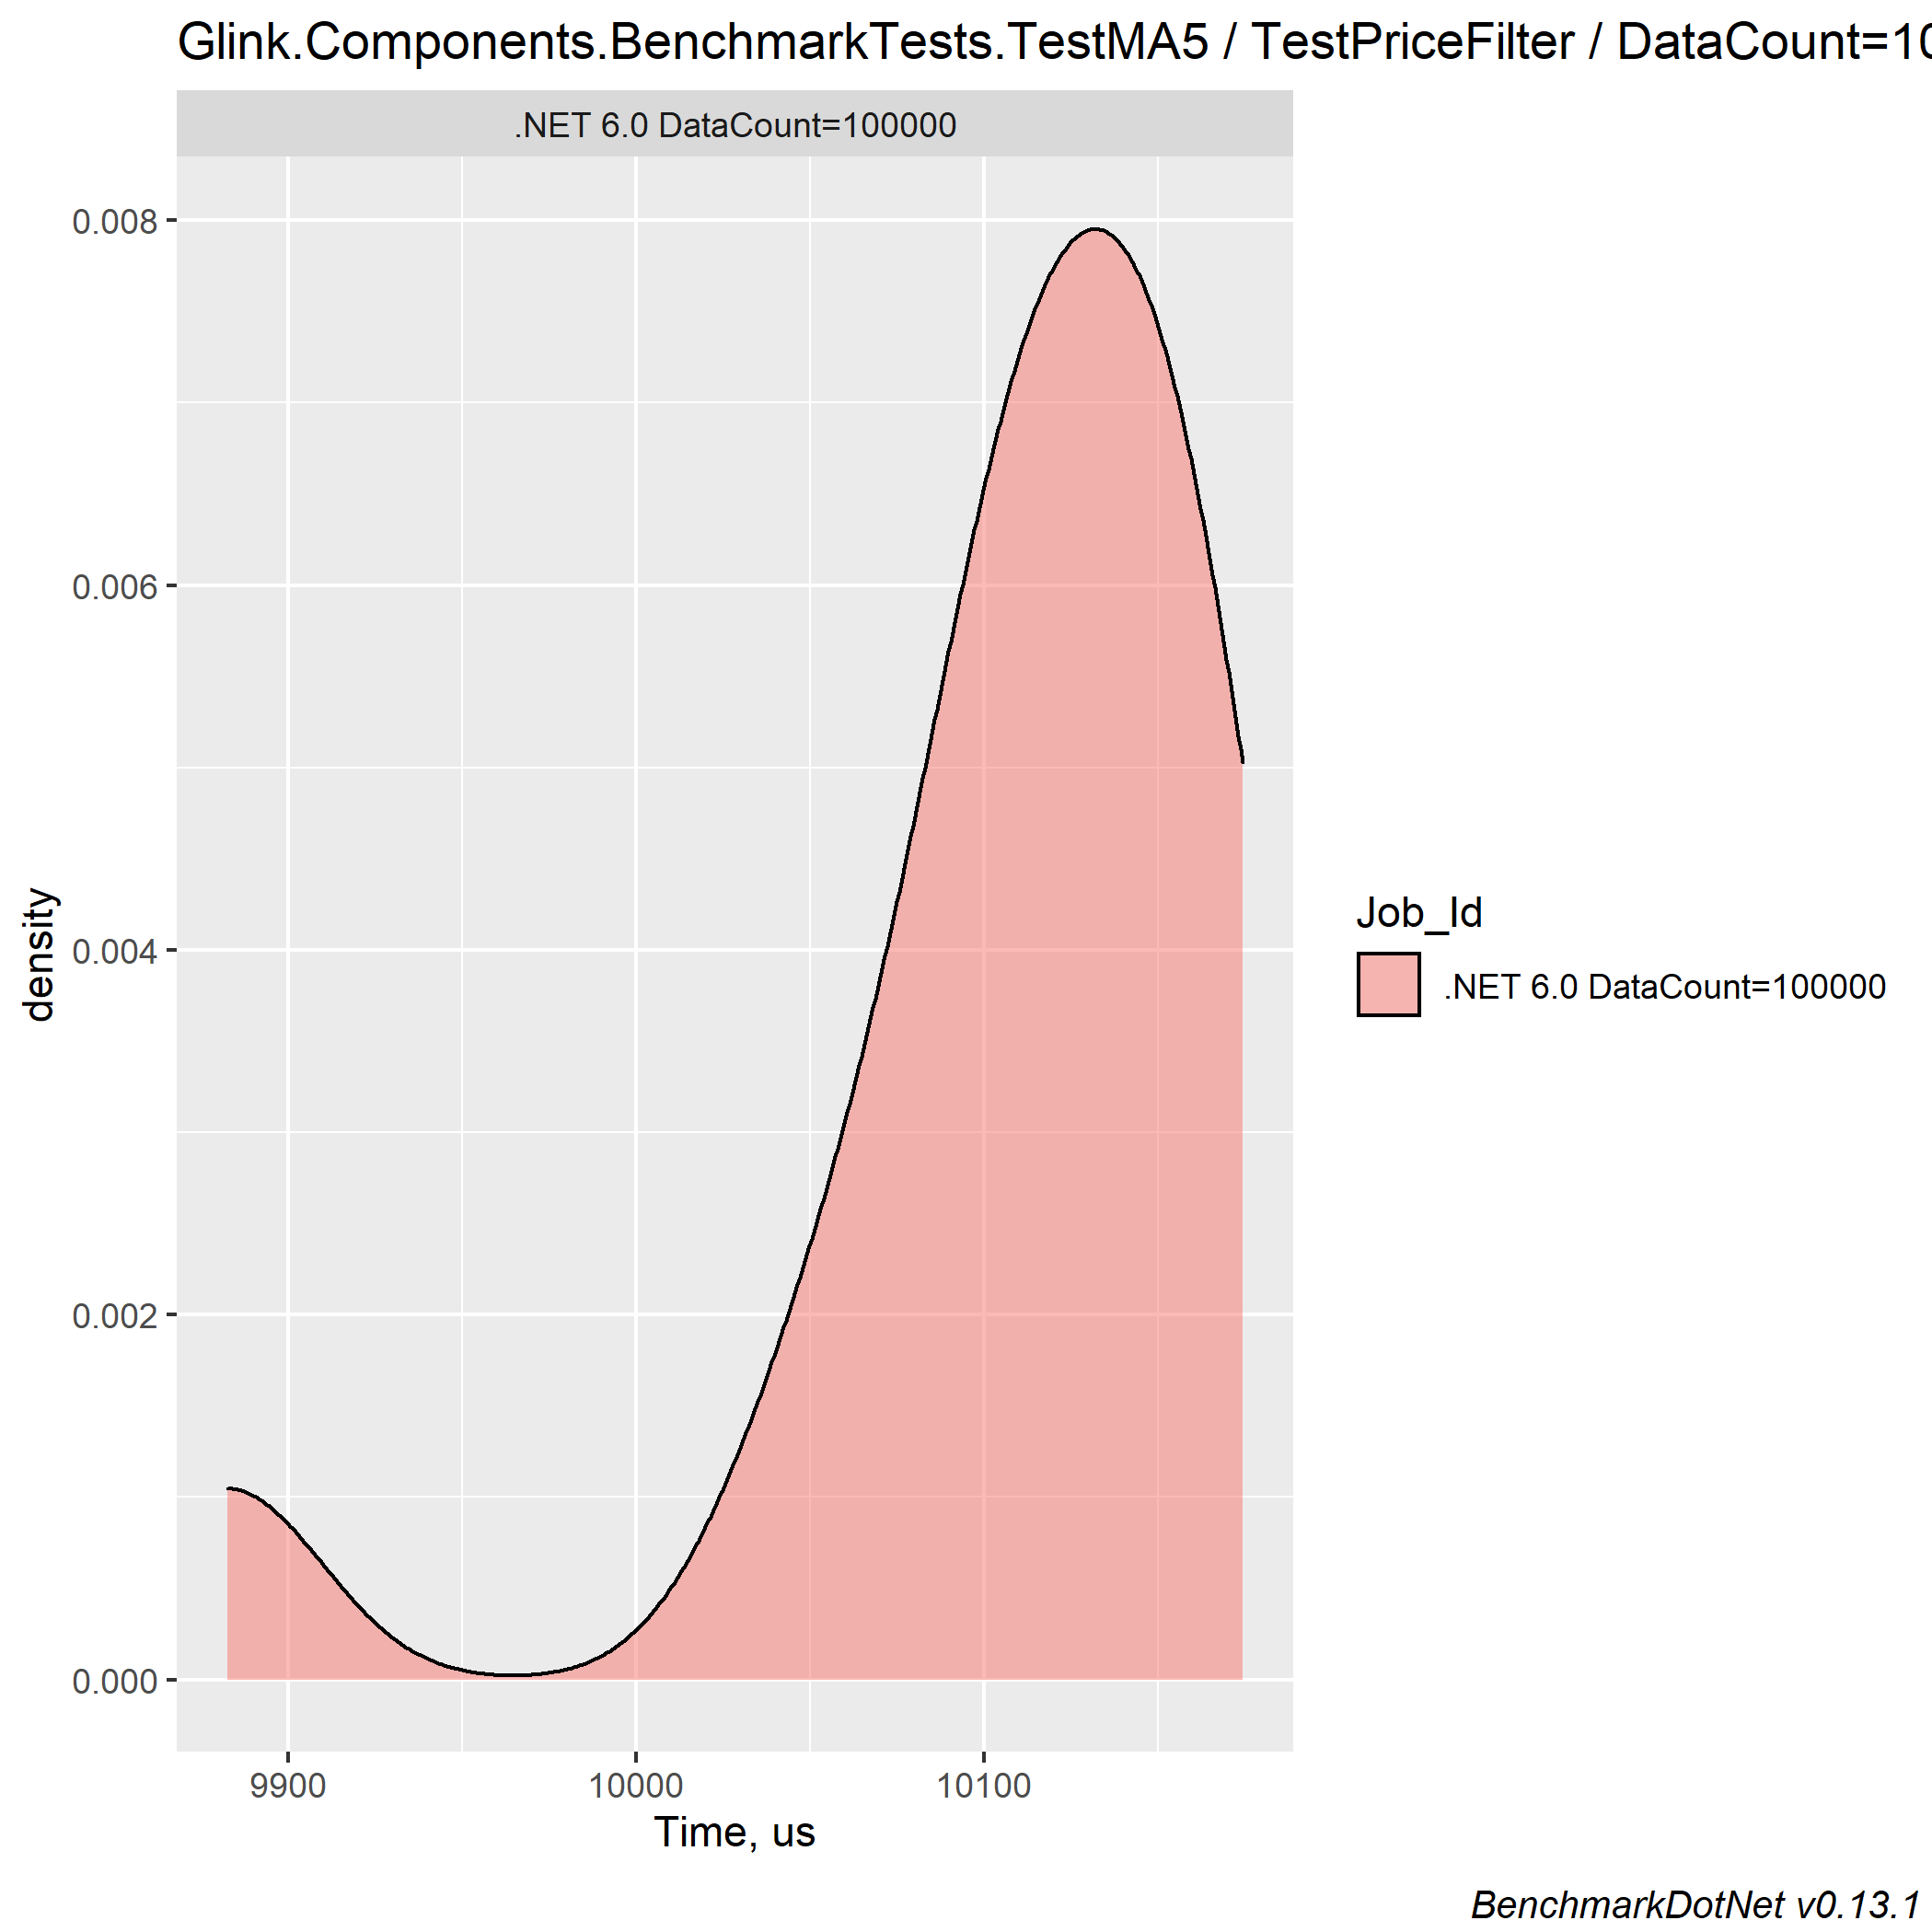 Glink.Components.BenchmarkTests.TestMA5 / TestPriceFilter / DataCount=10
.NET 6.0 DataCount=100000
0.008
0.006
0.004
0.002
0.000
density
9900 10000 10100
Time, us
Job_Id
.NET 6.0 DataCount=100000
BenchmarkDotNet v0.13.1